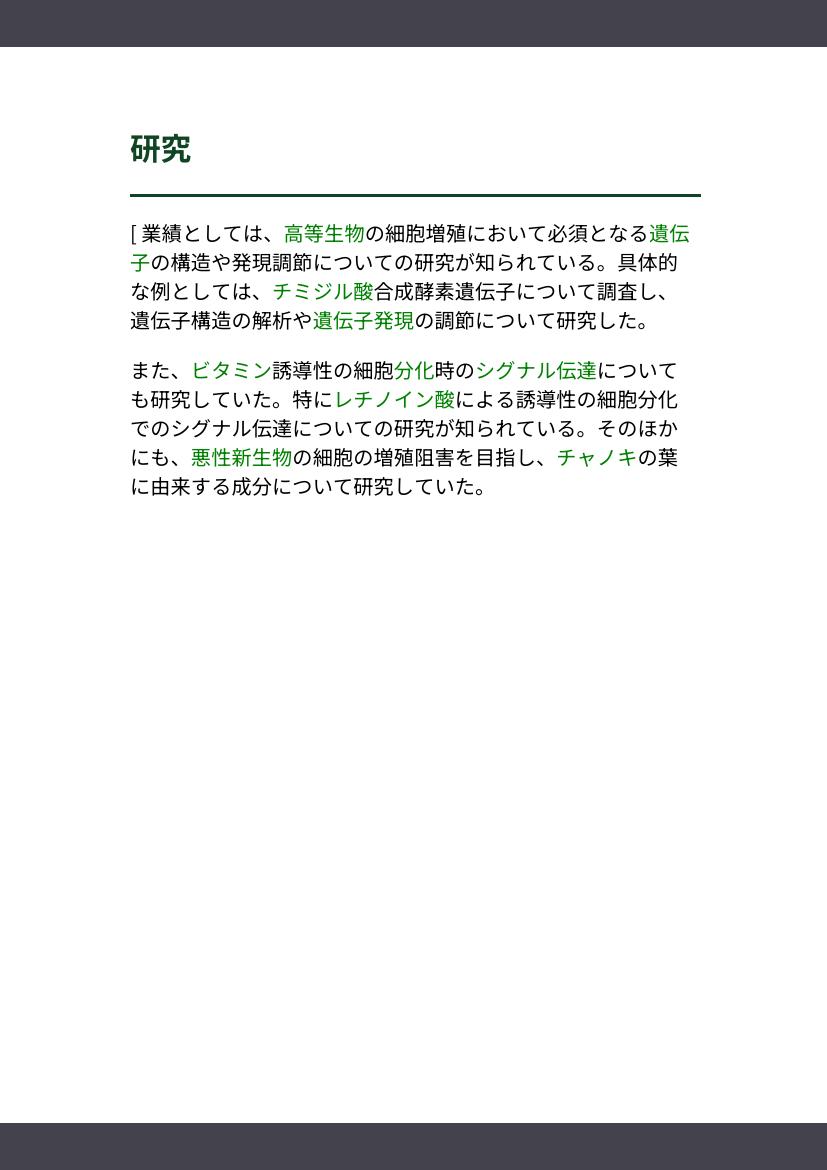 研究
[ 業績としては、高等生物の細胞増殖において必須となる遺伝
子の構造や発現調節についての研究が知られている。具体的
な例としては、チミジル酸合成酵素遺伝子について調査し、
遺伝子構造の解析や遺伝子発現の調節について研究した。
また、ビタミン誘導性の細胞分化時のシグナル伝達について
も研究していた。特にレチノイン酸による誘導性の細胞分化
でのシグナル伝達についての研究が知られている。そのほか
にも、悪性新生物の細胞の増殖阻害を目指し、チャノキの葉
に由来する成分について研究していた。